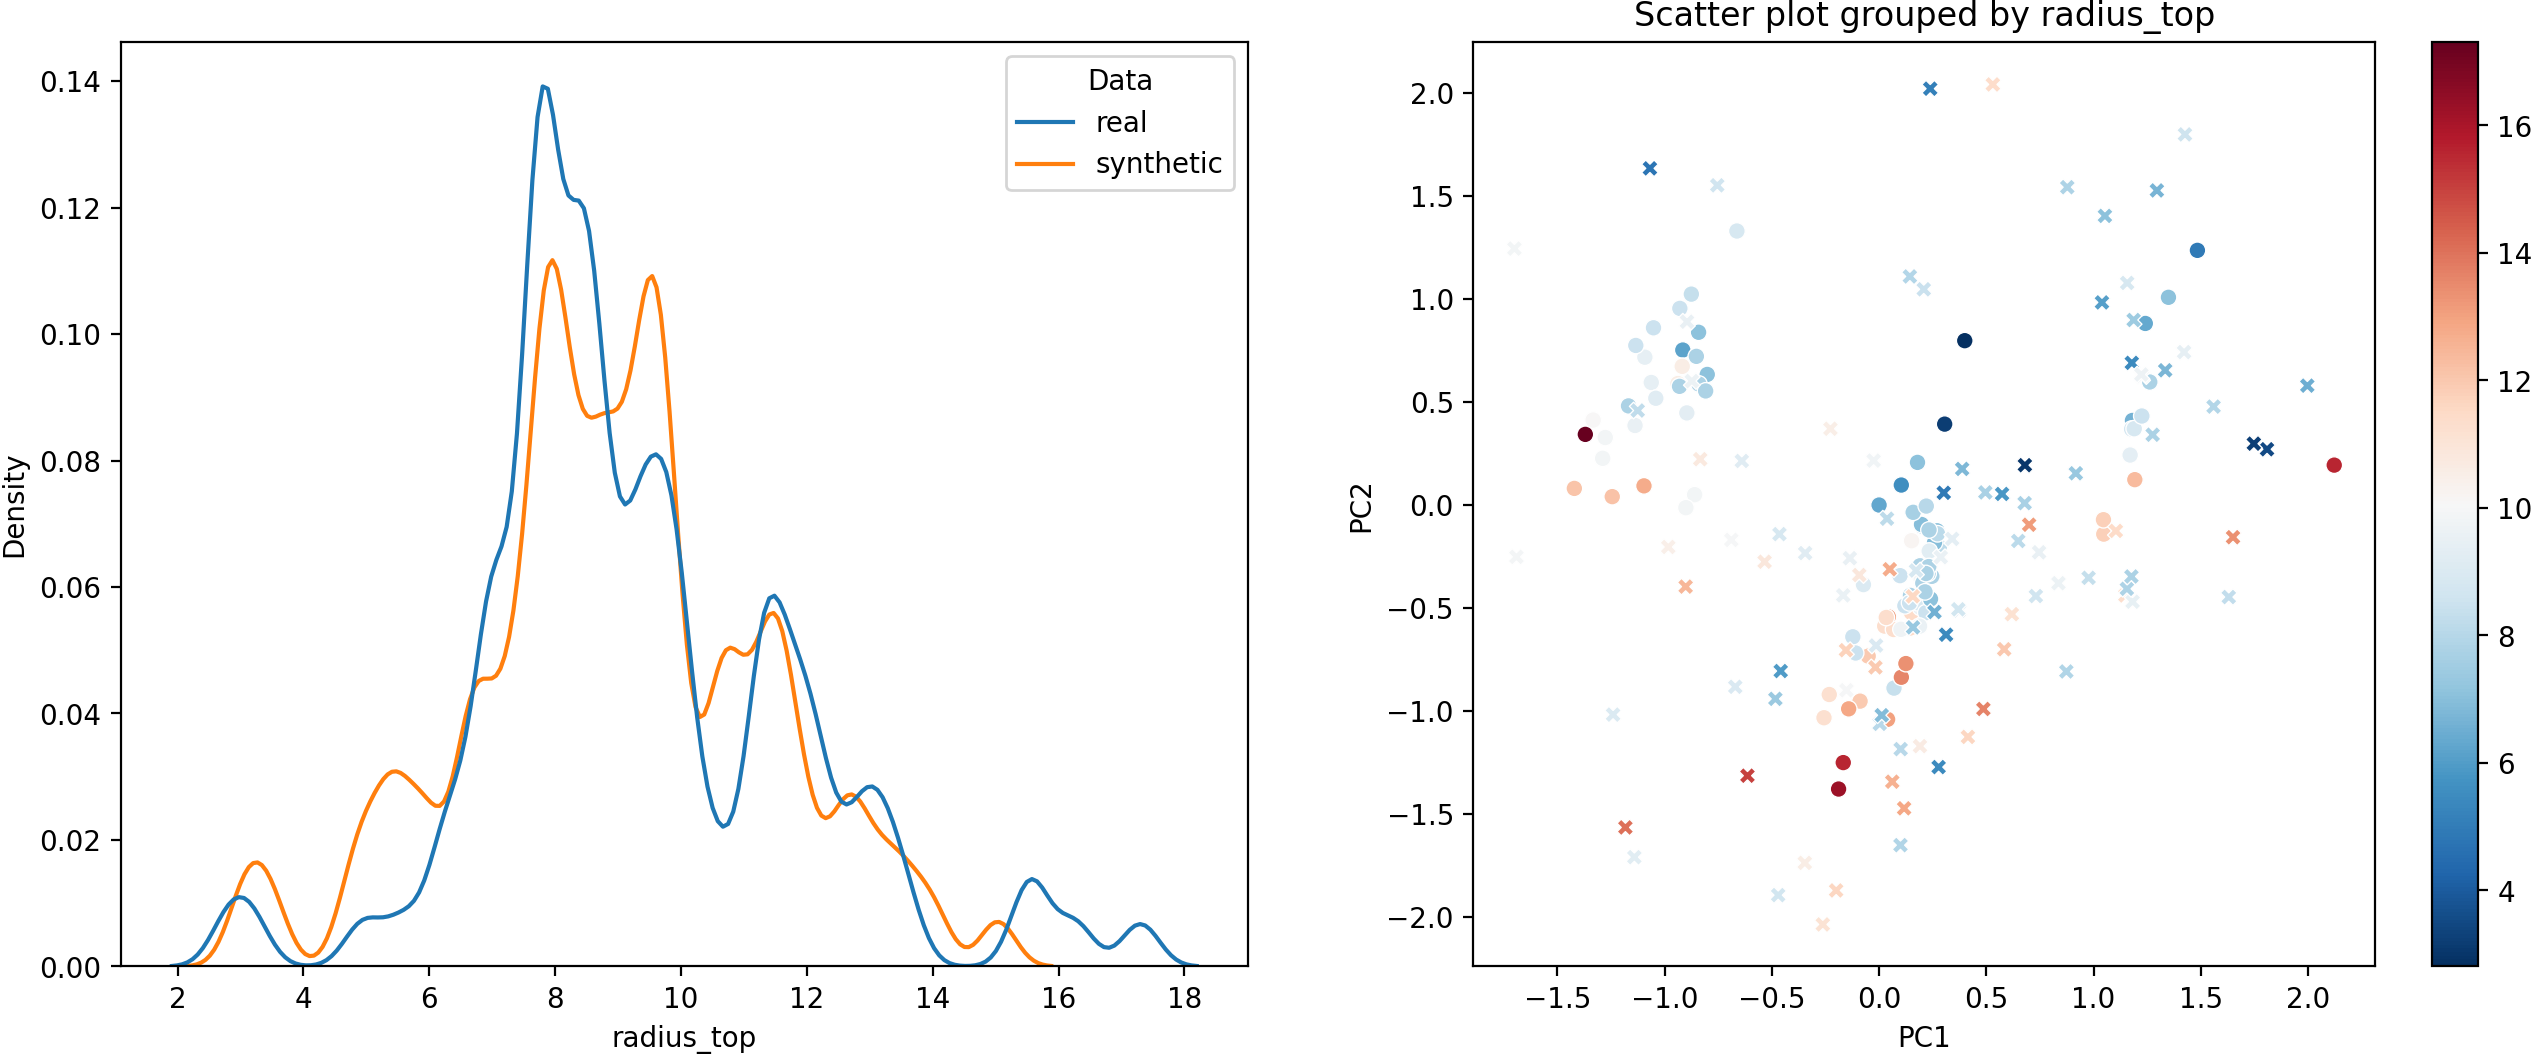 Density
0.14
0.12
0.10
0.08
0.06
0.04
0.02
0.00
2 4 6 8 10 12 14 16 18
radius_top
Data
real
synthetic
Scatter plot grouped by radius_top
PC2
2.0
1.5
1.0
0.5
0.0
−0.5
−1.0
−1.5
−2.0
−1.5 −1.0 −0.5 0.0 0.5 1.0 1.5 2.0
PC1
16
14
12
10
8
6
4